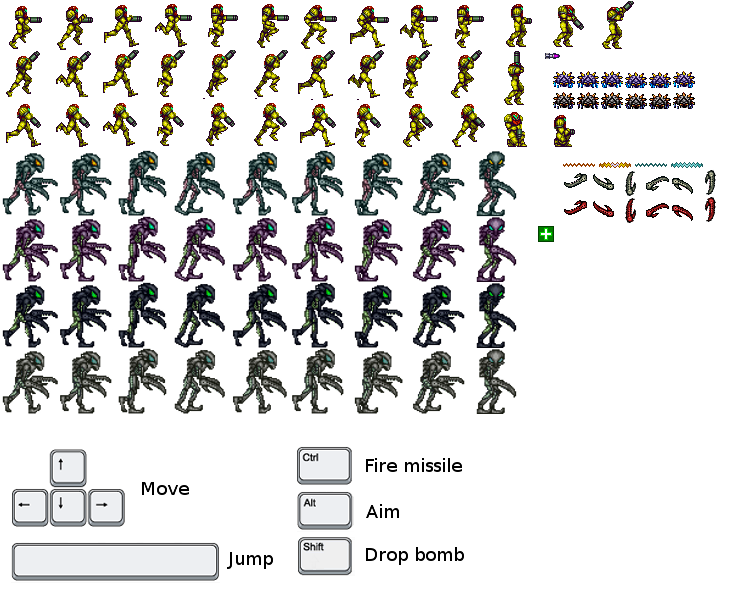 ↑
← ↓ →
Move
Jump
Ctrl
Fire missile
Alt
Aim
Shift
Drop bomb